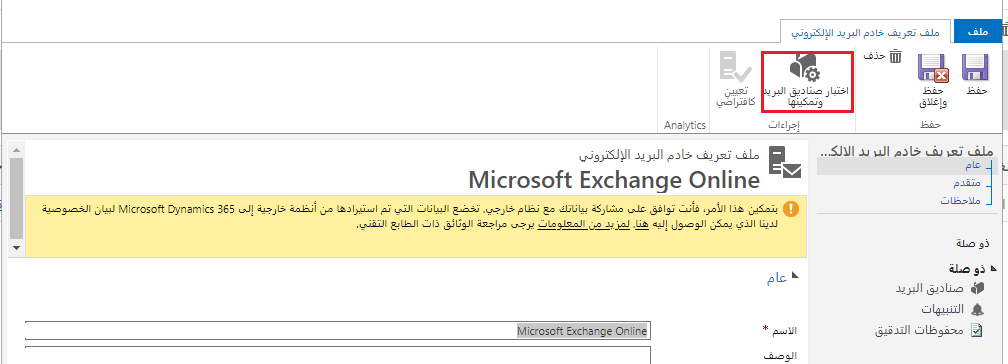 ملف
ملف تعريف خادم البريد الإلكتروني
حفظ
حفظ
وإغلاق
حذف
حفظ
اختبار صناديق البريد
وتمكينها
تعيين
كافتراضي
إجراءات
Analytics
ملف تعريف خادم البريد الالكـ...
عام
متقدم
ملاحظات
ذو صلة
ذو صلة
صناديق البريد
التنبيهات
محفوظات التدقيق
ملف تعريف خادم البريد الإلكتروني
Microsoft Exchange Online
بتمكين هذا الأمر، فأنت توافق على مشاركة بياناتك مع نظام خارجي. تخضع البيانات التي تم استيرادها من أنظمة خارجية إلى Microsoft Dynamics 365 لبيان الخصوصية
لدينا الذي يمكن الوصول إليه هنا. لمزيد من المعلومات يرجى مراجعة الوثائق ذات الطابع التقني.
عام
الاسم *
Microsoft Exchange Online
الوصف